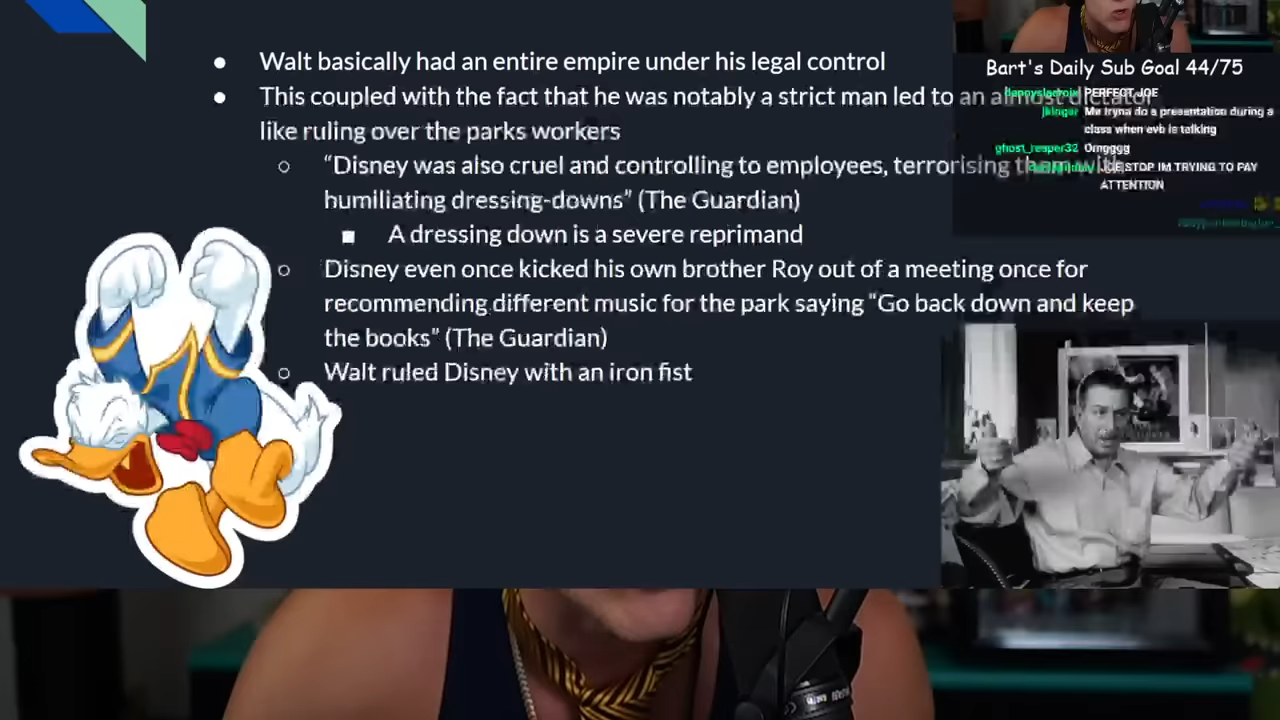 Walt basically had an entire empire under his legal control
This coupled with the fact that he was notably a strict man led to an almost dictator
like ruling over the parks workers
“Disney was also cruel and controlling to employees, terrorising them with
humiliating dressing-downs” (The Guardian)
A dressing down is a severe reprimand
Disney even once kicked his own brother Roy out of a meeting once for
recommending different music for the park saying “Go back down and keep
the books” (The Guardian)
Walt ruled Disney with an iron fist
Bart's Daily Sub Goal 44/75
PERFECT JOE
Me tryna do a presentation during a
class when evb is talking
ghost_reaper32 Omgggg
JOE STOP IM TRYING TO PAY
ATTENTION